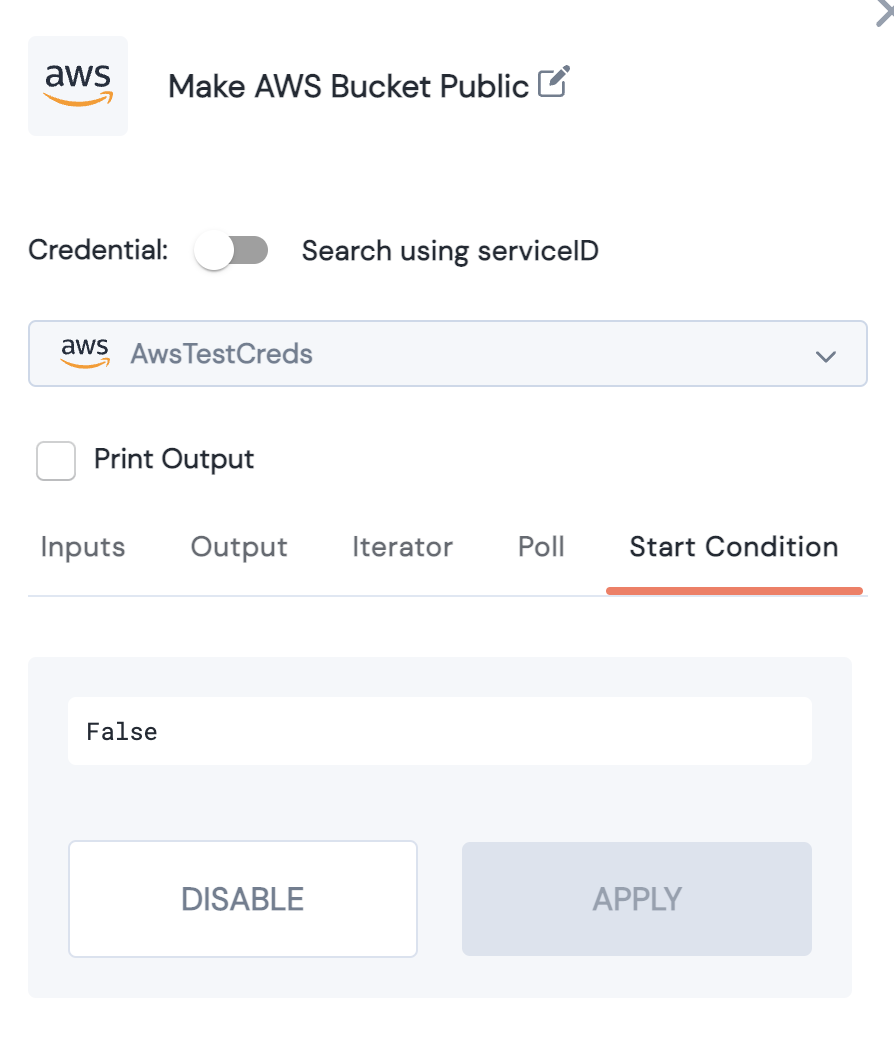 aws
Make AWS Bucket Public
Credential:
Search using serviceID
aws AwsTestCreds
Print Output
Inputs Output Iterator Poll Start Condition
False
DISABLE APPLY